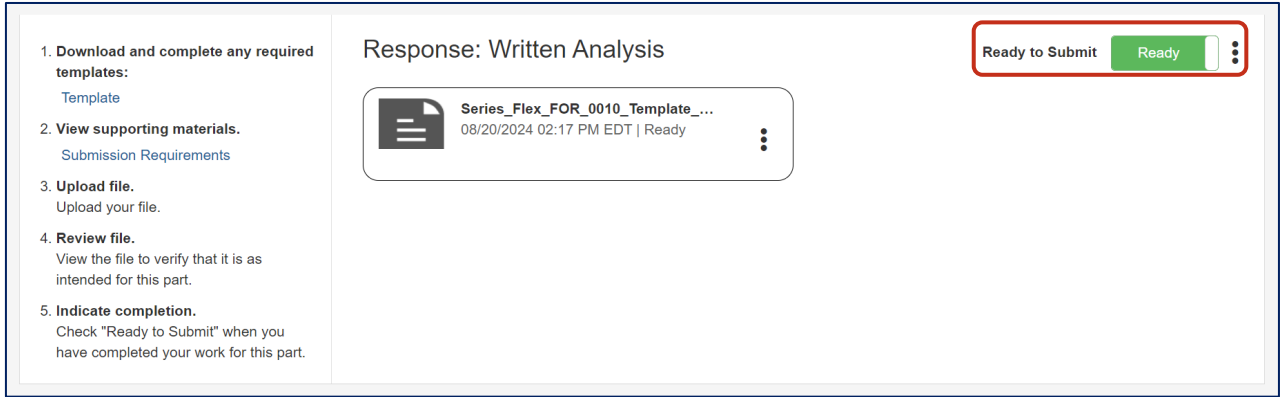 1. Download and complete any required
templates:
Template
2. View supporting materials.
Submission Requirements
3. Upload file.
Upload your file.
4. Review file.
View the file to verify that it is as
intended for this part.
5. Indicate completion.
Check "Ready to Submit" when you
have completed your work for this part.
Response: Written Analysis
Ready to Submit Ready
Series_Flex_FOR_0010_Template_...
08/20/2024 02:17 PM EDT | Ready